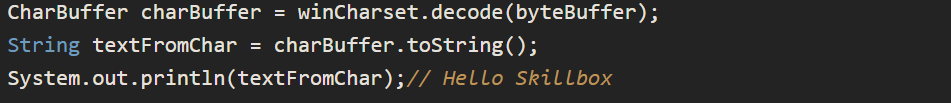 CharBuffer charBuffer = winCharset.decode(byteBuffer);
String textFromChar = charBuffer.toString();
System.out.println(textFromChar);// Hello Skillbox